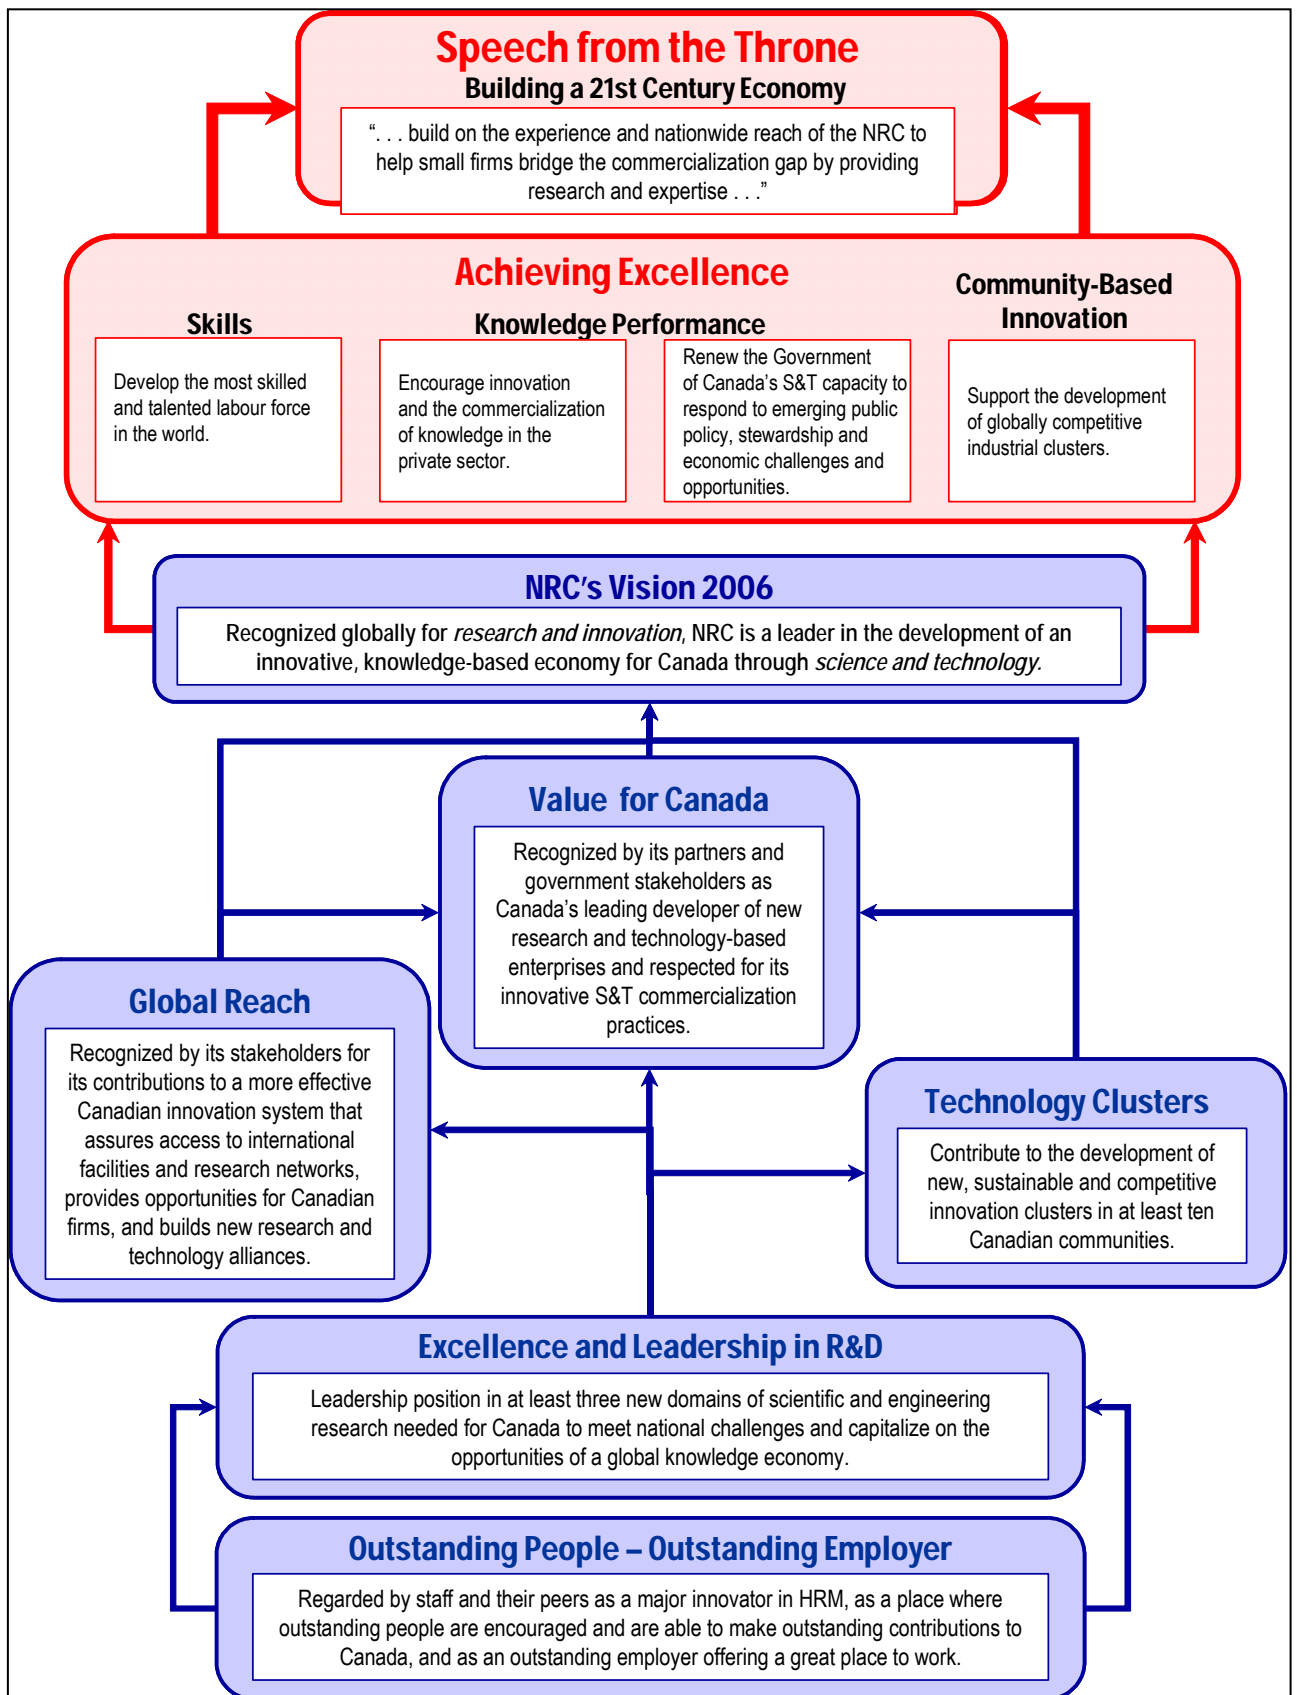 Speech from the Throne
Building a 21st Century Economy
“. . . build on the experience and nationwide reach of the NRC to
help small firms bridge the commercialization gap by providing
research and expertise . . .”
Achieving Excellence
Skills
Develop the most skilled
and talented labour force
in the world.
Knowledge Performance
Encourage innovation
and the commercialization
of knowledge in the
private sector.
Renew the Government
of Canada’s S&T capacity to
respond to emerging public
policy, stewardship and
economic challenges and
opportunities.
Community-Based
Innovation
Support the development
of globally competitive
industrial clusters.
NRC’s Vision 2006
Recognized globally for research and innovation, NRC is a leader in the development of an
innovative, knowledge-based economy for Canada through science and technology.
Value for Canada
Recognized by its partners and
government stakeholders as
Canada’s leading developer of new
research and technology-based
enterprises and respected for its
innovative S&T commercialization
practices.
Global Reach
Recognized by its stakeholders for
its contributions to a more effective
Canadian innovation system that
assures access to international
facilities and research networks,
provides opportunities for Canadian
firms, and builds new research and
technology alliances.
Technology Clusters
Contribute to the development of
new, sustainable and competitive
innovation clusters in at least ten
Canadian communities.
Excellence and Leadership in R&D
Leadership position in at least three new domains of scientific and engineering
research needed for Canada to meet national challenges and capitalize on the
opportunities of a global knowledge economy.
Outstanding People – Outstanding Employer
Regarded by staff and their peers as a major innovator in HRM, as a place where
outstanding people are encouraged and are able to make outstanding contributions to
Canada, and as an outstanding employer offering a great place to work.